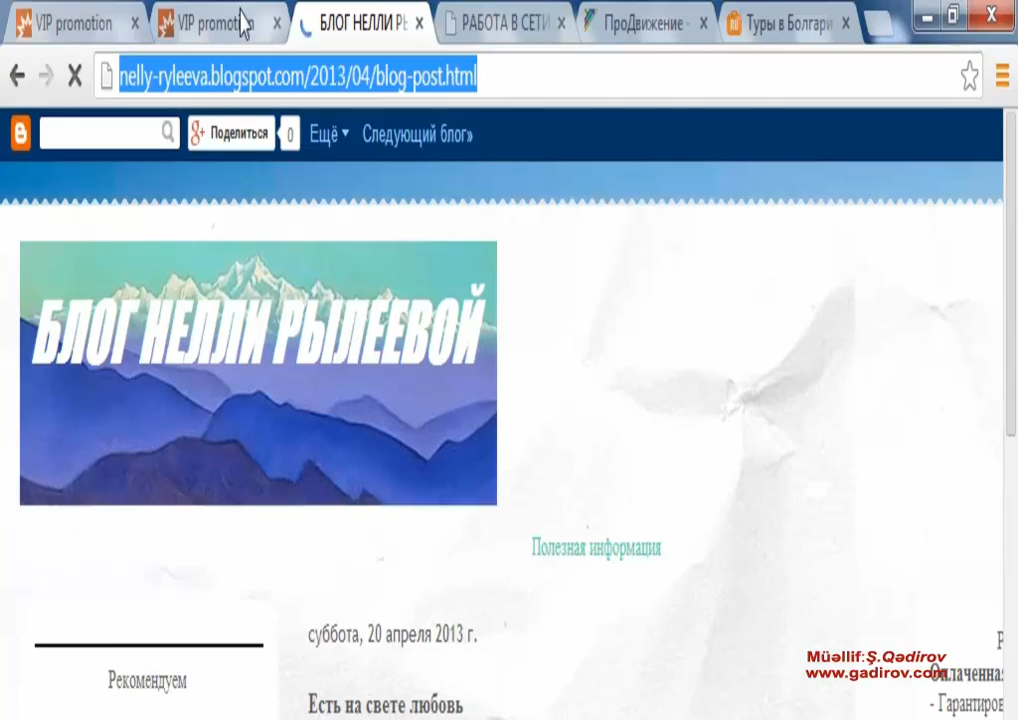 VIP promotion
VIP promotion
БЛОГ НЕЛЛИ РЫ
РАБОТА В СЕТИ
ПроДвижение -
Туры в Болгари
nelly-ryleeva.blogspot.com/2013/04/blog-post.html
Поделиться
0
Ещё
Следующий блог»
БЛОГ НЕЛЛИ РЫЛЕЕВОЙ
Полезная информация
суббота, 20 апреля 2013 г.
Рекомендуем
Есть на свете любовь
Müəllif:Ş.Qədirov
www.gadirov.com
Оплаченная
- Гарантиров